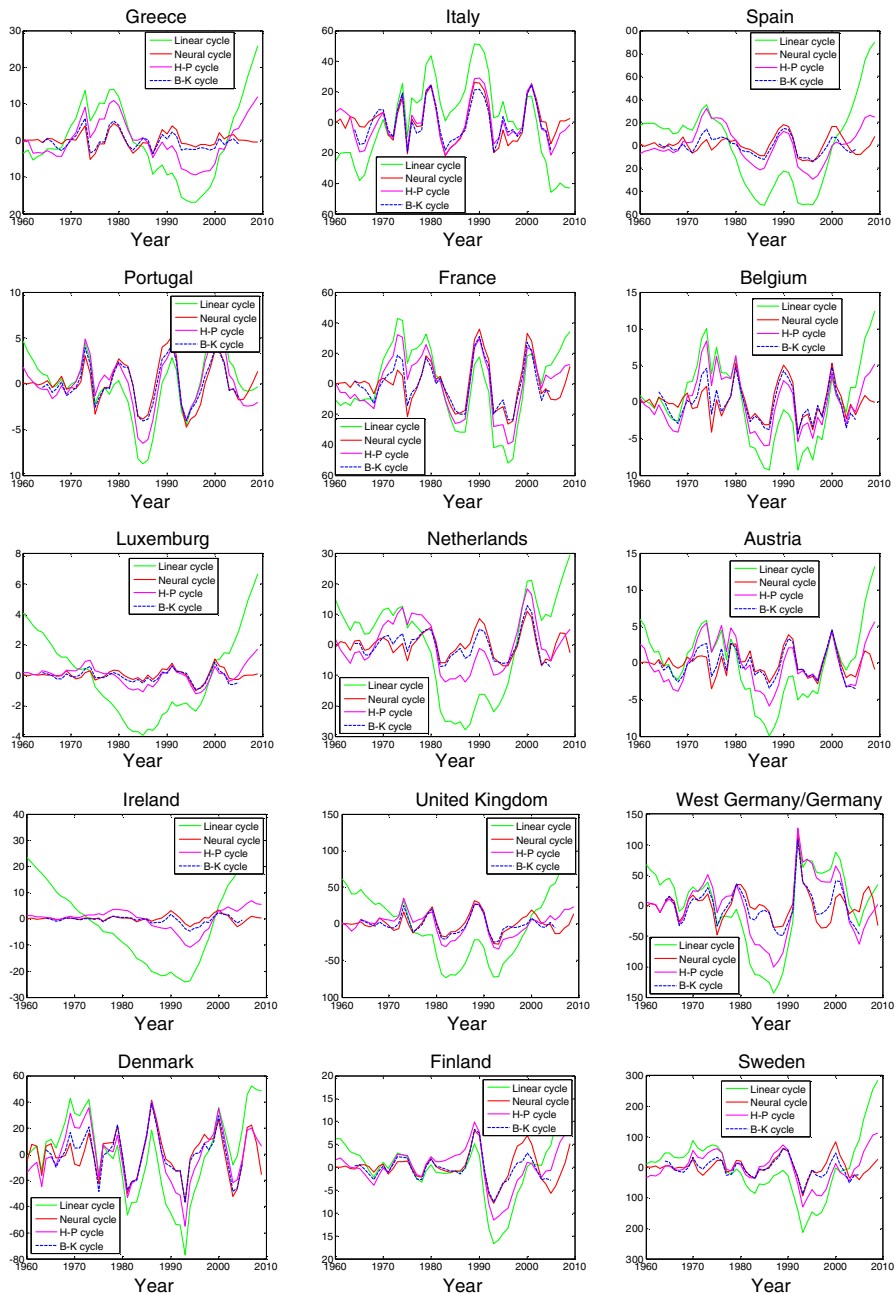 Greece
30
20
10
0
10
20
Linear cycle
Neural cycle
H-P cycle
B-K cycle
1960 1970 1980 1990 2000 2010
Year
Italy
60
40
20
0
20
40
60
Linear cycle
Neural cycle
H-P cycle
B-K cycle
1960 1970 1980 1990 2000 2010
Year
Spain
00
80
60
40
20
0
20
40
60
Linear cycle
Neural cycle
H-P cycle
B-K cycle
1960 1970 1980 1990 2000 2010
Year
Portugal
10
5
0
-5
10
Linear cycle
Neural cycle
H-P cycle
B-K cycle
1960 1970 1980 1990 2000 2010
Year
France
60
40
20
0
20
40
60
Linear cycle
Neural cycle
H-P cycle
B-K cycle
1960 1970 1980 1990 2000 2010
Year
Belgium
15
10
5
0
-5
10
Linear cycle
Neural cycle
H-P cycle
B-K cycle
1960 1970 1980 1990 2000 2010
Year
Luxemburg
8
6
4
2
0
-2
-4
Linear cycle
Neural cycle
H-P cycle
B-K cycle
1960 1970 1980 1990 2000 2010
Year
Netherlands
30
20
10
0
10
20
30
Linear cycle
Neural cycle
H-P cycle
B-K cycle
1960 1970 1980 1990 2000 2010
Year
Austria
15
10
5
0
-5
10
Linear cycle
Neural cycle
H-P cycle
B-K cycle
1960 1970 1980 1990 2000 2010
Year
Ireland
40
30
20
10
0
-10
-20
-30
Linear cycle
Neural cycle
H-P cycle
B-K cycle
1960 1970 1980 1990 2000 2010
Year
United Kingdom
150
100
50
0
-50
100
150
Linear cycle
Neural cycle
H-P cycle
B-K cycle
1960 1970 1980 1990 2000 2010
Year
West Germany/Germany
150
100
50
0
-50
100
150
Linear cycle
Neural cycle
H-P cycle
B-K cycle
1960 1970 1980 1990 2000 2010
Year
Denmark
60
40
20
0
-20
-40
-60
-80
Linear cycle
Neural cycle
H-P cycle
B-K cycle
1960 1970 1980 1990 2000 2010
Year
Finland
20
15
10
5
0
5
10
15
20
Linear cycle
Neural cycle
H-P cycle
B-K cycle
1960 1970 1980 1990 2000 2010
Year
Sweden
300
200
100
0
100
200
300
Linear cycle
Neural cycle
H-P cycle
B-K cycle
1960 1970 1980 1990 2000 2010
Year